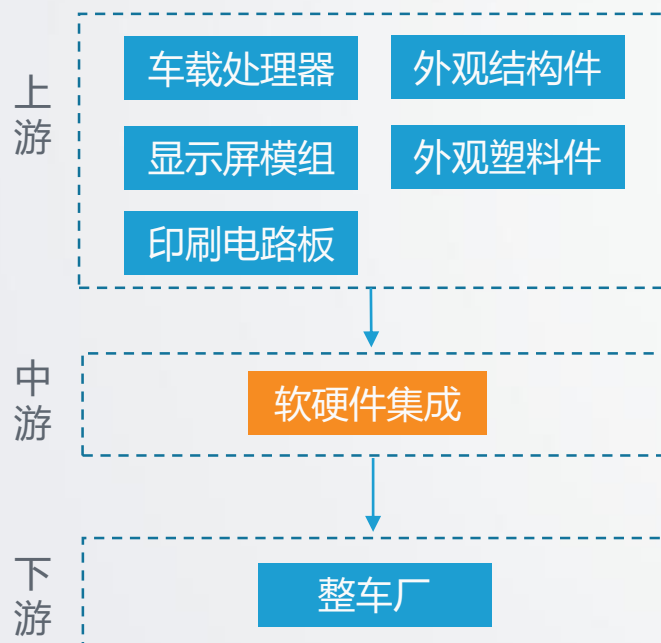 上游
车载处理器
外观结构件
显示屏模组
外观塑料件
印刷电路板
中游
软硬件集成
下游
整车厂